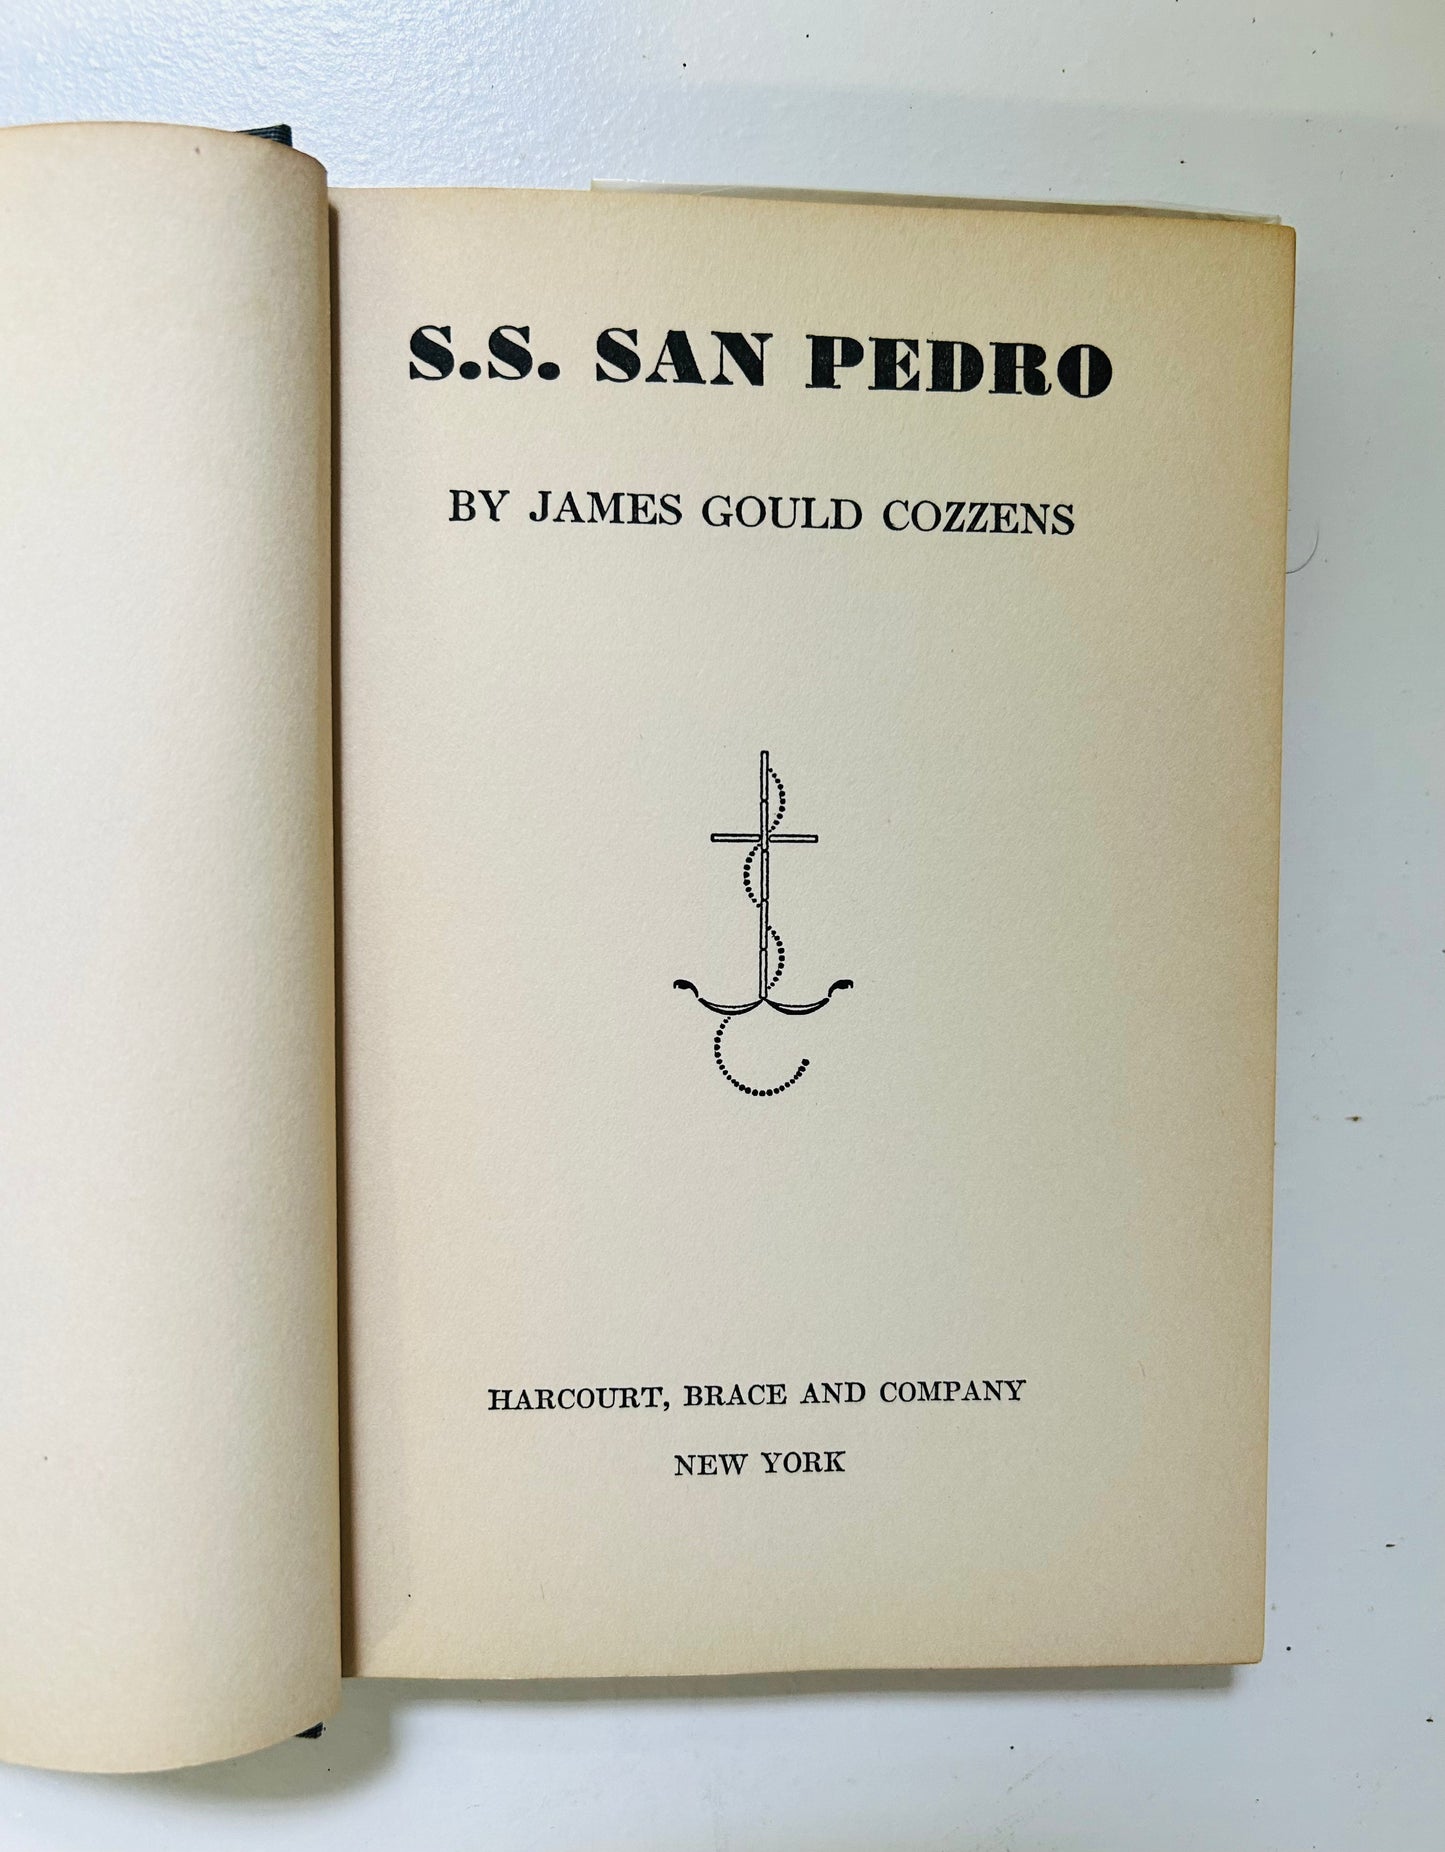 S.S. SAN PEDRO
BY JAMES GOULD COZZENS
HARCOURT, BRACE AND COMPANY
NEW YORK